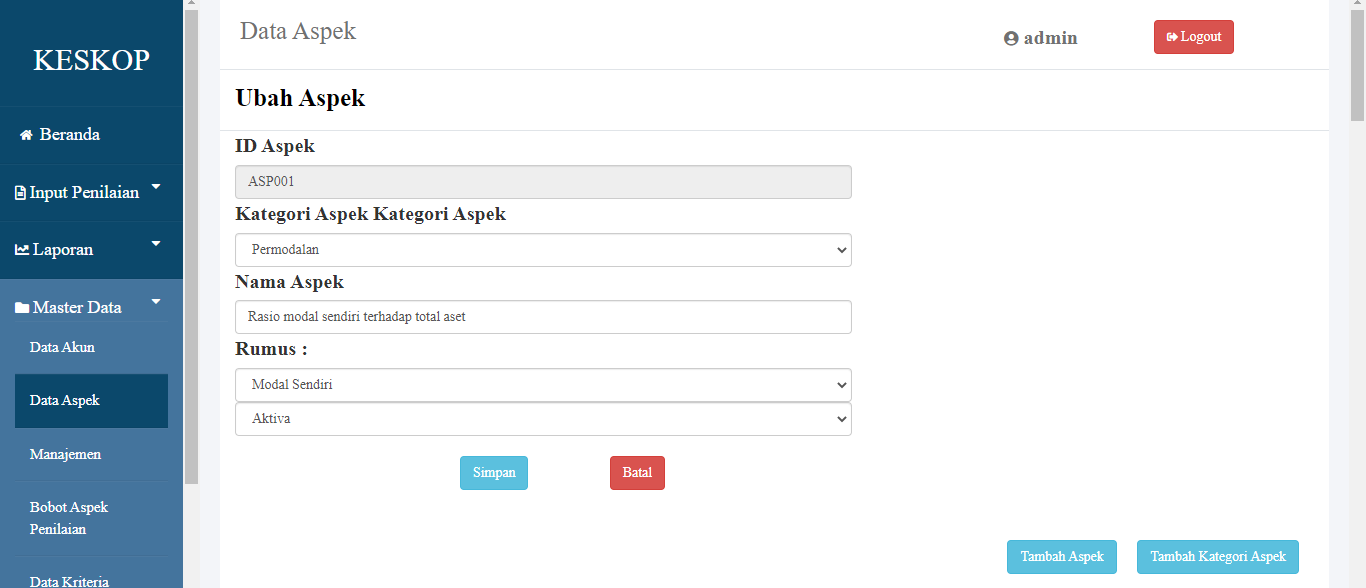 KESKOP
Beranda
Input Penilaian
Laporan
Master Data
Data Akun
Data Aspek
Manajemen
Bobot Aspek
Penilaian
Data Kriteria
Data Aspek
admin
Logout
Ubah Aspek
ID Aspek
ASP001
Kategori Aspek Kategori Aspek
Permodalan
Nama Aspek
Rasio modal sendiri terhadap total aset
Rumus :
Modal Sendiri
Aktiva
Simpan
Batal
Tambah Aspek
Tambah Kategori Aspek